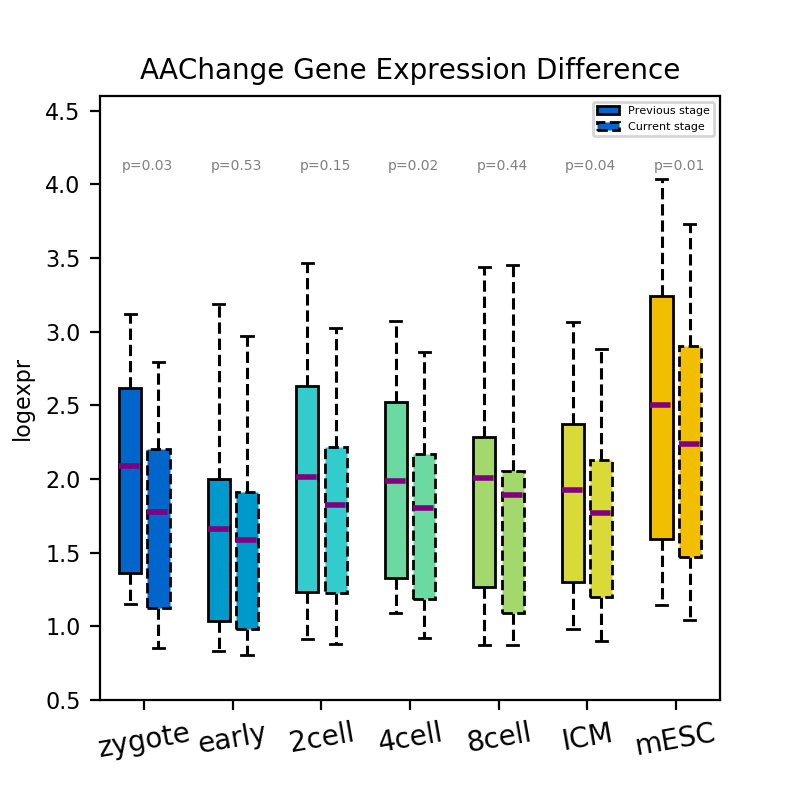 AAChange Gene Expression Difference
Previous stage
Current stage
p=0.03 p=0.53 p=0.15 p=0.02 p=0.44 p=0.04 p=0.01
4.5
4.0
3.5
3.0
2.5
2.0
1.5
1.0
0.5
logexpr
zygote early 2cell 4cell 8cell ICM mESC